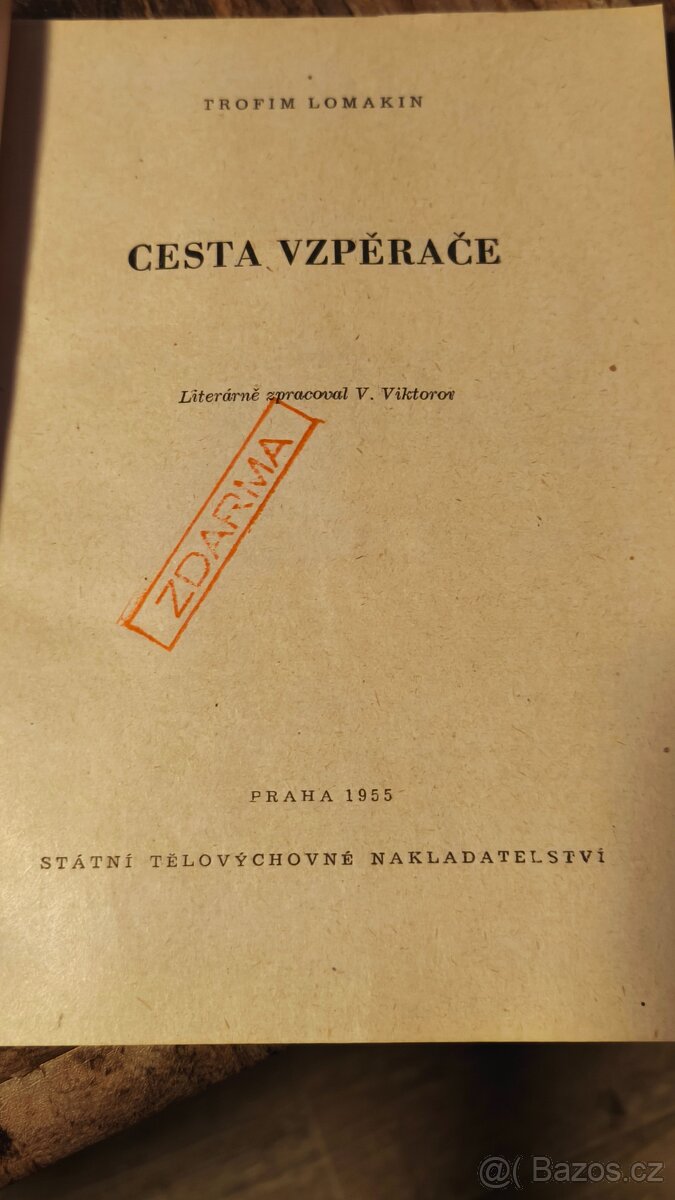 TROFIM LOMAKIN
CESTA VZPĚRAČE
Literárně zpracoval V. Viktorov
ZDARMA
PRAHA 1955
STÁTNÍ TĚLOVÝCHOVNÉ NAKLADATELSTVÍ
@( Bazos.cz